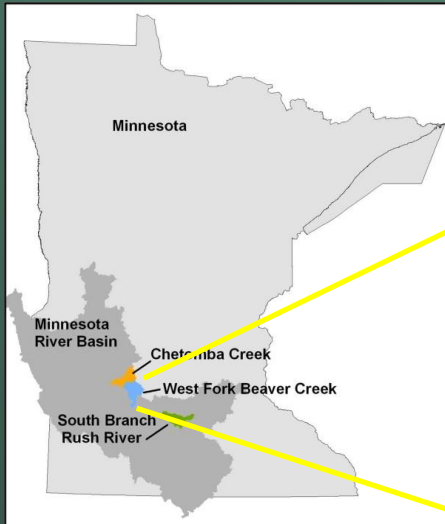 Minnesota
Minnesota
River Basin
Chetomba Creek
West Fork Beaver Creek
South Branch
Rush River